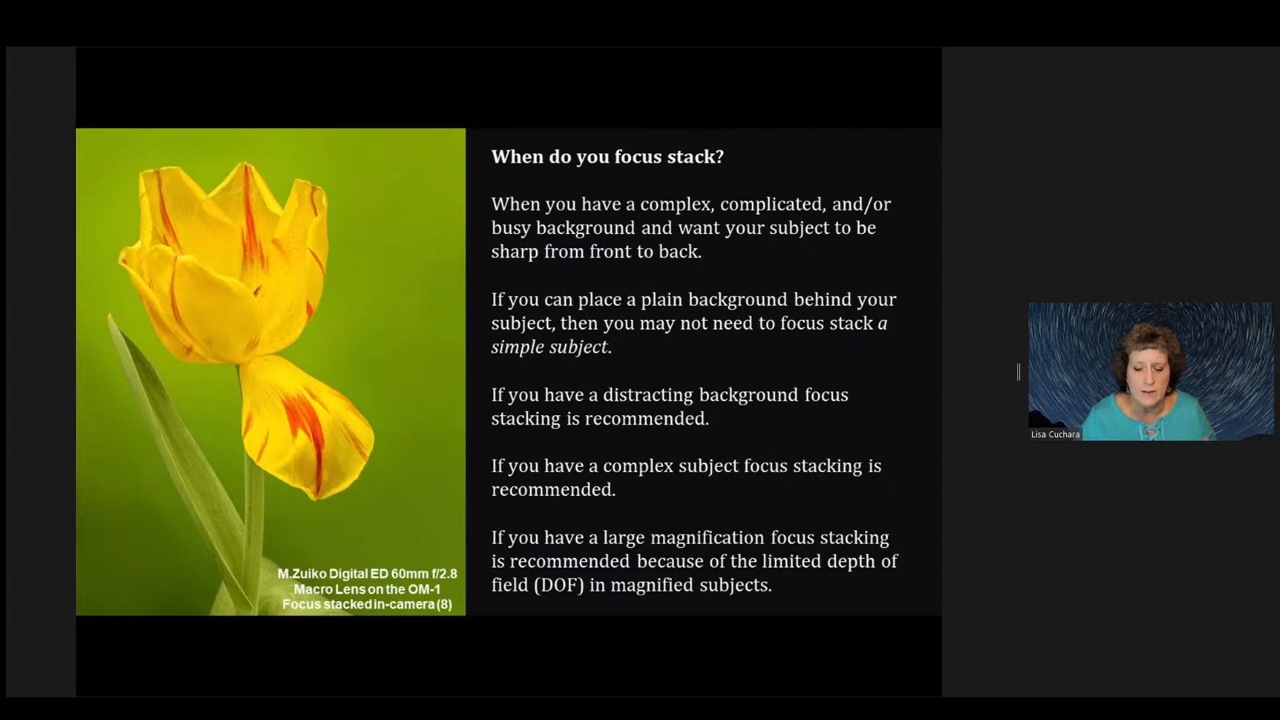 When do you focus stack?
When you have a complex, complicated, and/or
busy background and want your subject to be
sharp from front to back.
If you can place a plain background behind your
subject, then you may not need to focus stack a
simple subject.
If you have a distracting background focus
stacking is recommended.
If you have a complex subject focus stacking is
recommended.
If you have a large magnification focus stacking
is recommended because of the limited depth of
field (DOF) in magnified subjects.
M.Zuiko Digital ED 60mm f/2.8
Macro Lens on the OM-1
Focus stacked in-camera (8)
Lisa Cuchara